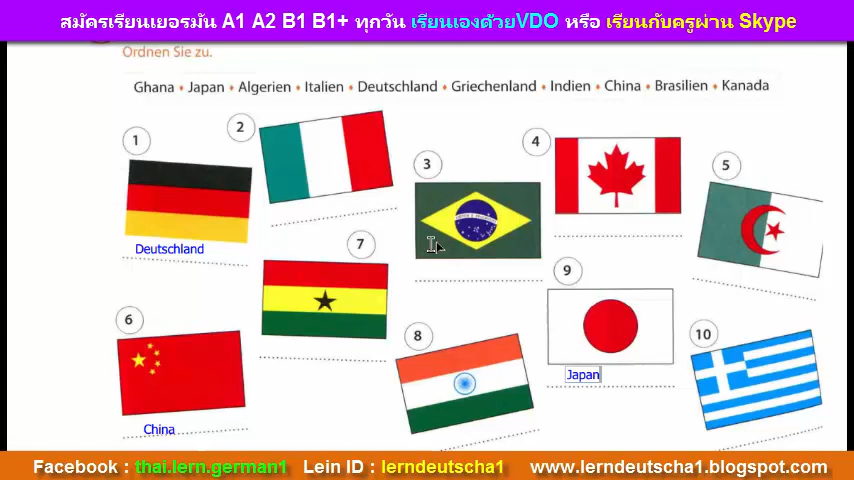 สมัครเรียนเยอรมัน A1 A2 B1 B1+ ทุกวัน เรียนเองด้วยVDO หรือ เรียนกับครูผ่าน Skype
Ordnen Sie zu.
Ghana ♦ Japan ♦ Algerien ♦ Italien ♦ Deutschland ♦ Griechenland ♦ Indien ♦ China ♦ Brasilien ♦ Kanada
1
2
3
4
5
Deutschland
7
9
6
8
10
Japan
China
Facebook : thai.lern.german1 Lein ID : lerndeutscha1 www.lerndeutscha1.blogspot.com